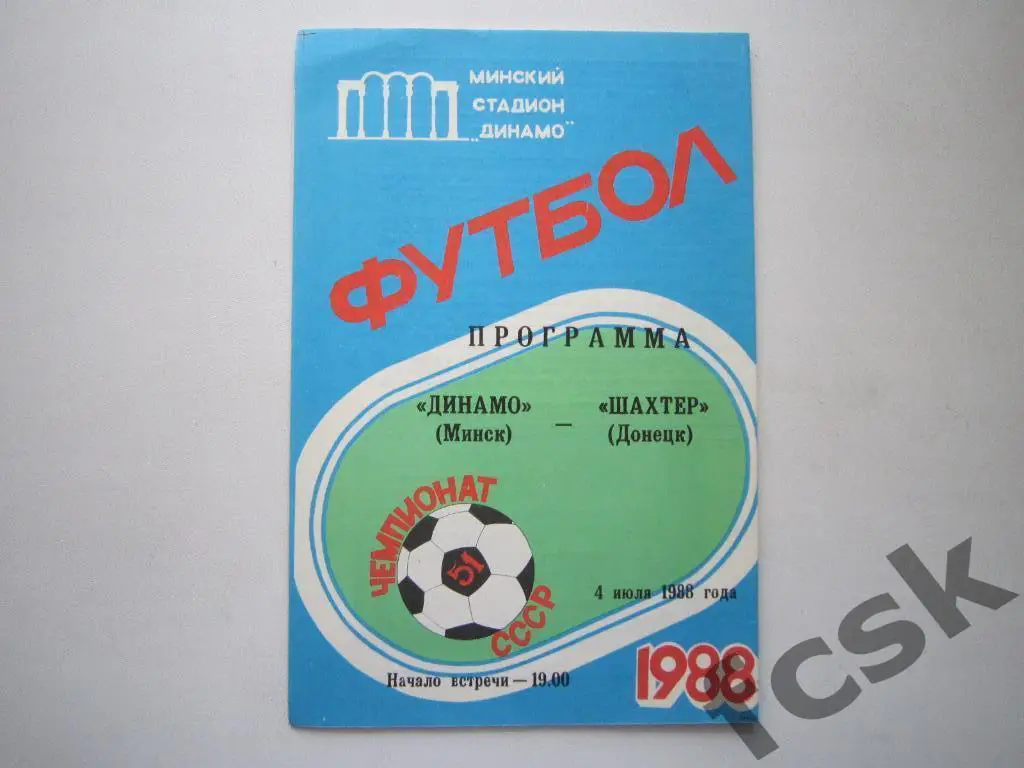 МИНСКИЙ
СТАДИОН
„ДИНАМО"
ФУТБОЛ
ПРОГРАММА
«ДИНАМО» — «ШАХТЕР»
(Минск) (Донецк)
ЧЕМПИОНАТ
51
СССР
4 июля 1988 года
Начало встречи — 19.00
1988